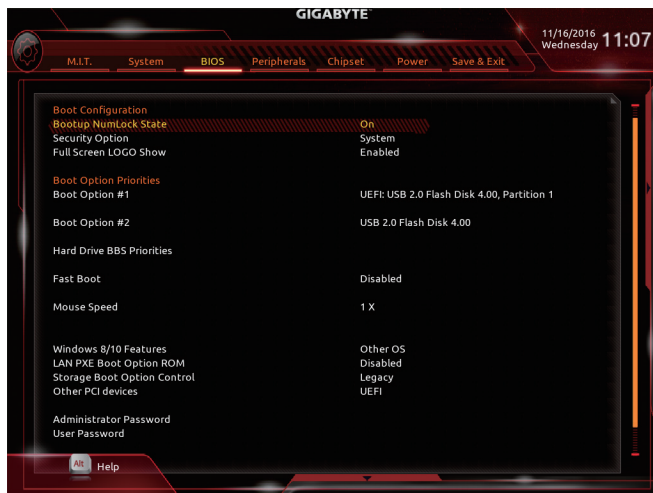 GIGABYTE™
11/16/2016 11:07
Wednesday
M.I.T. System BIOS Peripherals Chipset Power Save & Exit
Boot Configuration
Bootup NumLock State On
Security Option System
Full Screen LOGO Show Enabled
Boot Option Priorities
Boot Option #1 UEFI: USB 2.0 Flash Disk 4.00, Partition 1
Boot Option #2 USB 2.0 Flash Disk 4.00
Hard Drive BBS Priorities
Fast Boot Disabled
Mouse Speed 1 X
Windows 8/10 Features Other OS
LAN PXE Boot Option ROM Disabled
Storage Boot Option Control Legacy
Other PCI devices UEFI
Administrator Password
User Password
Alt Help